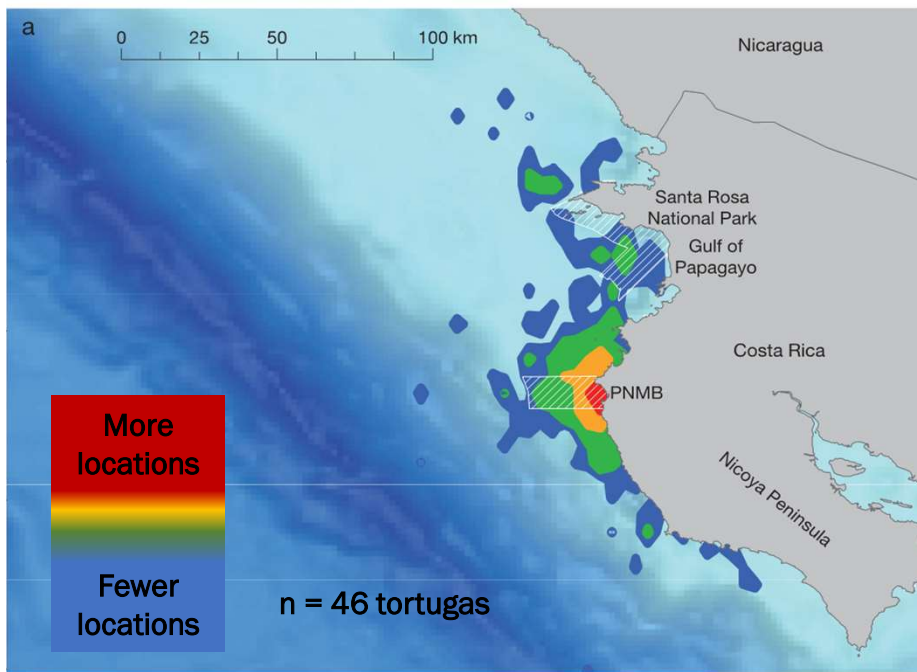 a
0 25 50 100 km
Nicaragua
Santa Rosa
National Park
Gulf of
Papagayo
Costa Rica
PNMB
Nicoya Peninsula
More
locations
Fewer
locations
n = 46 tortugas